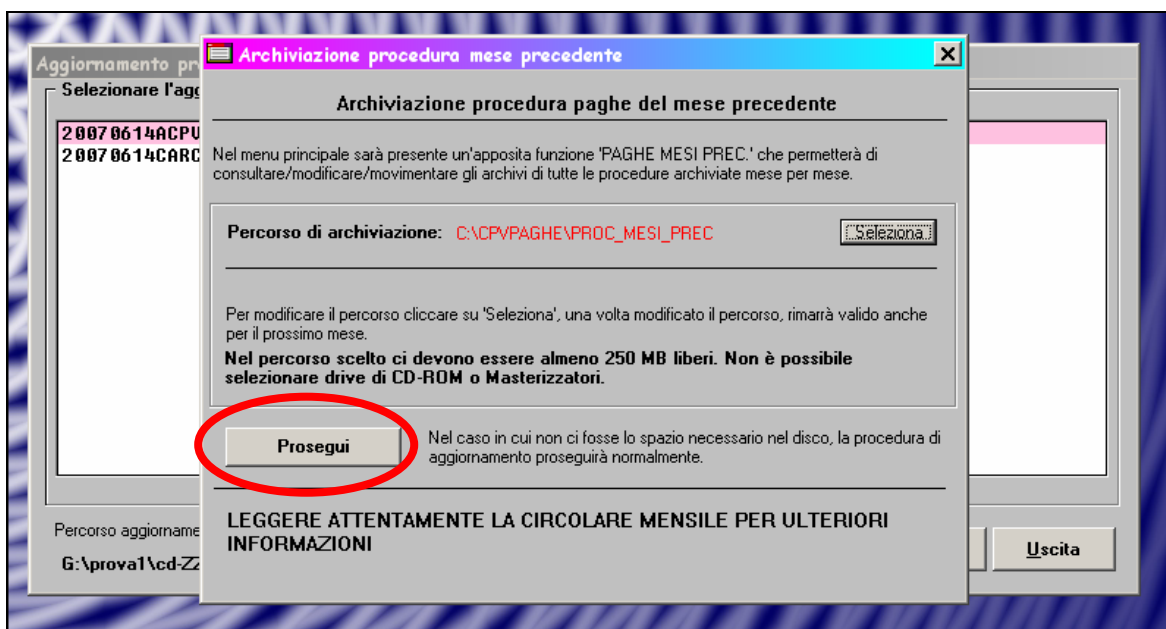 Aggiornamento pr
Archiviazione procedura mese precedente
Selezionare l'agg
20070614ACPV
20070614CARC
Archiviazione procedura paghe del mese precedente
Nel menu principale sarà presente un'apposita funzione 'PAGHE MESI PREC.' che permetterà di
consultare/modificare/movimentare gli archivi di tutte le procedure archiviate mese per mese.
Percorso di archiviazione: C:\CPVPAGHE\PROC_MESI_PREC Seleziona
Per modificare il percorso cliccare su 'Seleziona', una volta modificato il percorso, rimarrà valido anche
per il prossimo mese.
Nel percorso scelto ci devono essere almeno 250 MB liberi. Non è possibile
selezionare drive di CD-ROM o Masterizzatori.
Prosegui
Nel caso in cui non ci fosse lo spazio necessario nel disco, la procedura di
aggiornamento proseguirà normalmente.
LEGGERE ATTENTAMENTE LA CIRCOLARE MENSILE PER ULTERIORI
INFORMAZIONI
Percorso aggiorname
G:\prova1\cd-ZZ
Uscita